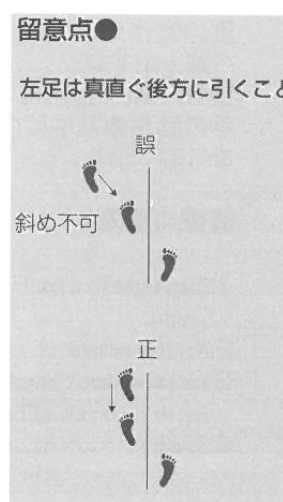 留意点●
左足は真直ぐ後方に引くこと
誤
斜め不可
正